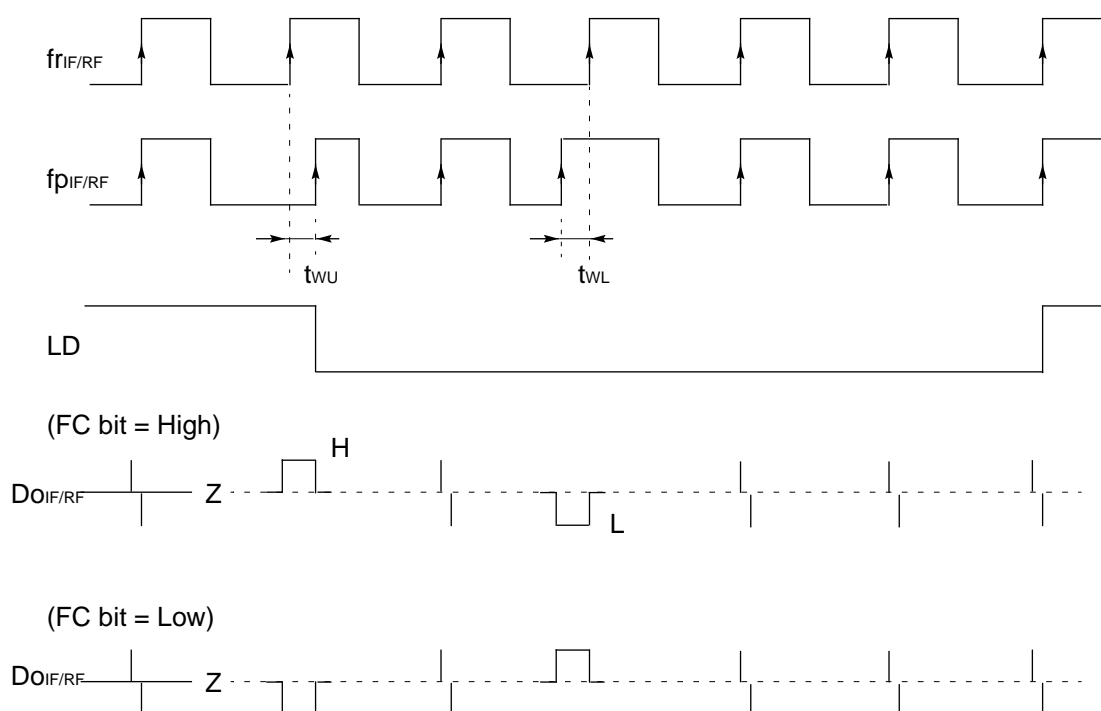 frIF/RF
fpIF/RF
tWU
tWL
LD
(FC bit = High)
H
DoIF/RF
Z
L
(FC bit = Low)
DoIF/RF
Z